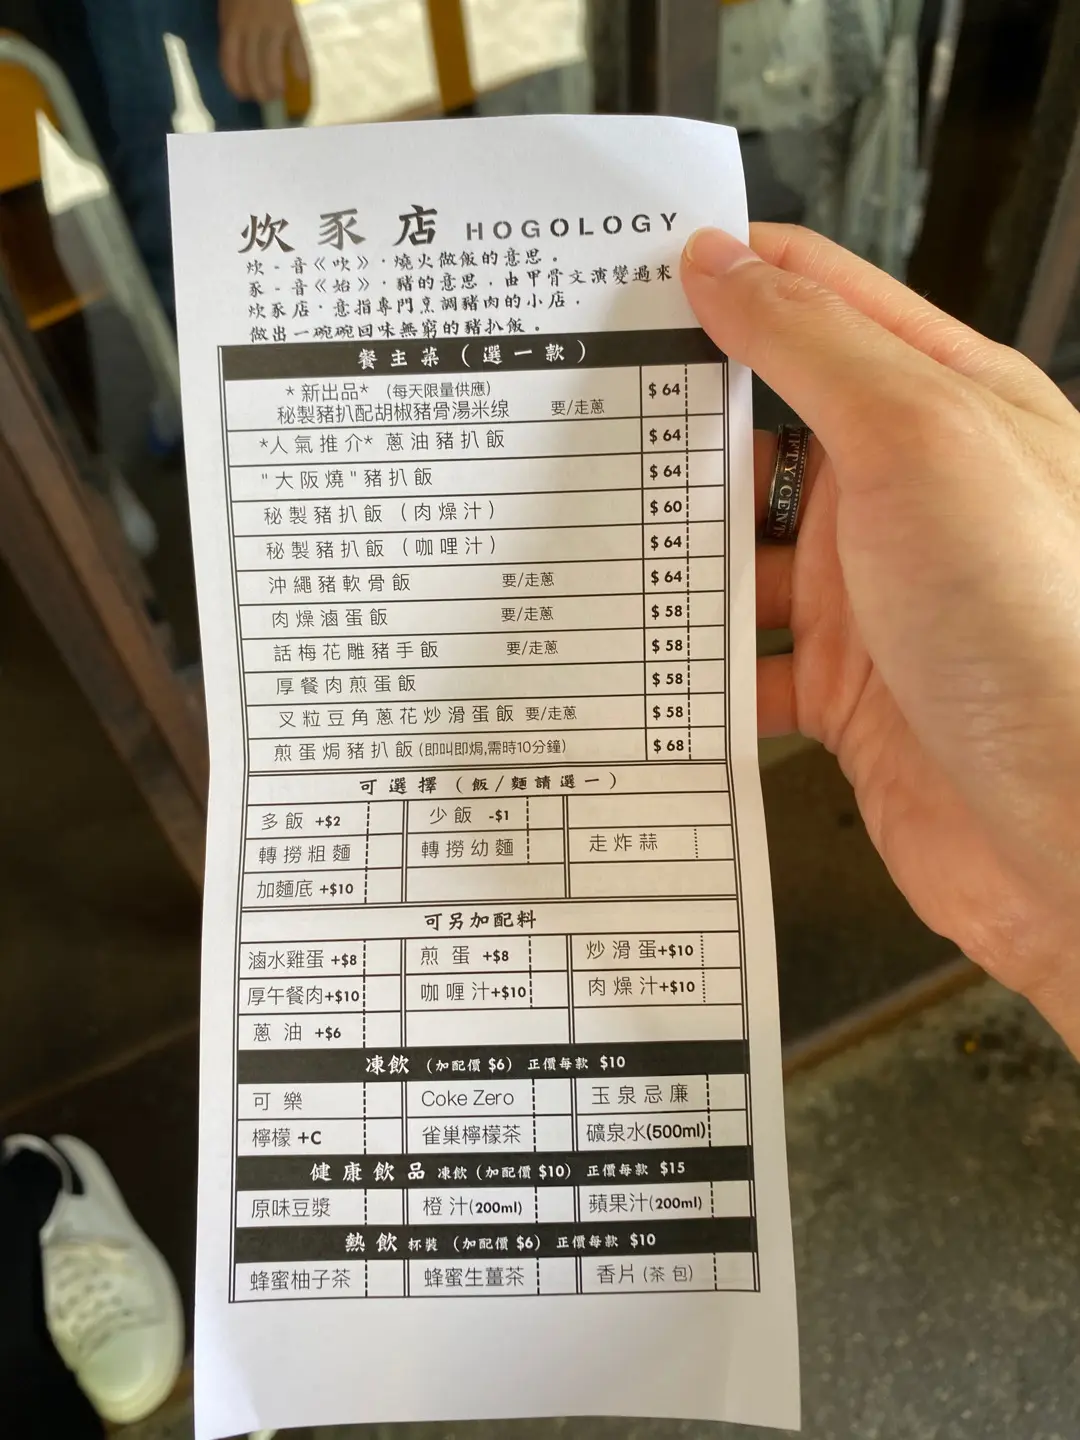 炊豕店 HOGOLOGY
炊-音《吹》,燒火做飯的意思。
豕-音《始》,豬的意思,由甲骨文演變過來
炊豕店,意指專門烹調豬肉的小店,
做出一碗碗回味無窮的豬扒飯。
餐主菜(選一款)
*新出品* (每天限量供應)
秘製豬扒配胡椒豬骨湯米线 要/走蔥 $64
*人氣推介* 蔥油豬扒飯 $64
"大阪燒"豬扒飯 $64
秘製豬扒飯(肉燥汁) $60
秘製豬扒飯(咖哩汁) $64
沖繩豬軟骨飯 要/走蔥 $64
肉燥滷蛋飯 要/走蔥 $58
話梅花雕豬手飯 要/走蔥 $58
厚餐肉煎蛋飯 $58
叉粒豆角蔥花炒滑蛋飯 要/走蔥 $58
煎蛋焗豬扒飯(即叫即焗,需時10分鐘) $68
可選擇(飯/麵請選一)
多飯 +$2 少飯 -$1
轉撈粗麵 轉撈幼麵 走炸蒜
加麵底 +$10
可另加配料
滷水雞蛋 +$8 煎蛋 +$8 炒滑蛋+$10
厚午餐肉+$10 咖喱汁+$10 肉燥汁+$10
蔥油 +$6
凍飲 (加配價 $6) 正價每款 $10
可樂 Coke Zero 玉泉忌廉
檸檬+C 雀巢檸檬茶 礦泉水(500ml)
健康飲品 凍飲(加配價 $10) 正價每款 $15
原味豆漿 橙汁(200ml) 蘋果汁(200ml)
熱飲 杯裝 (加配價 $6) 正價每款 $10
蜂蜜柚子茶 蜂蜜生薑茶 香片(茶包)
IFTY CENT